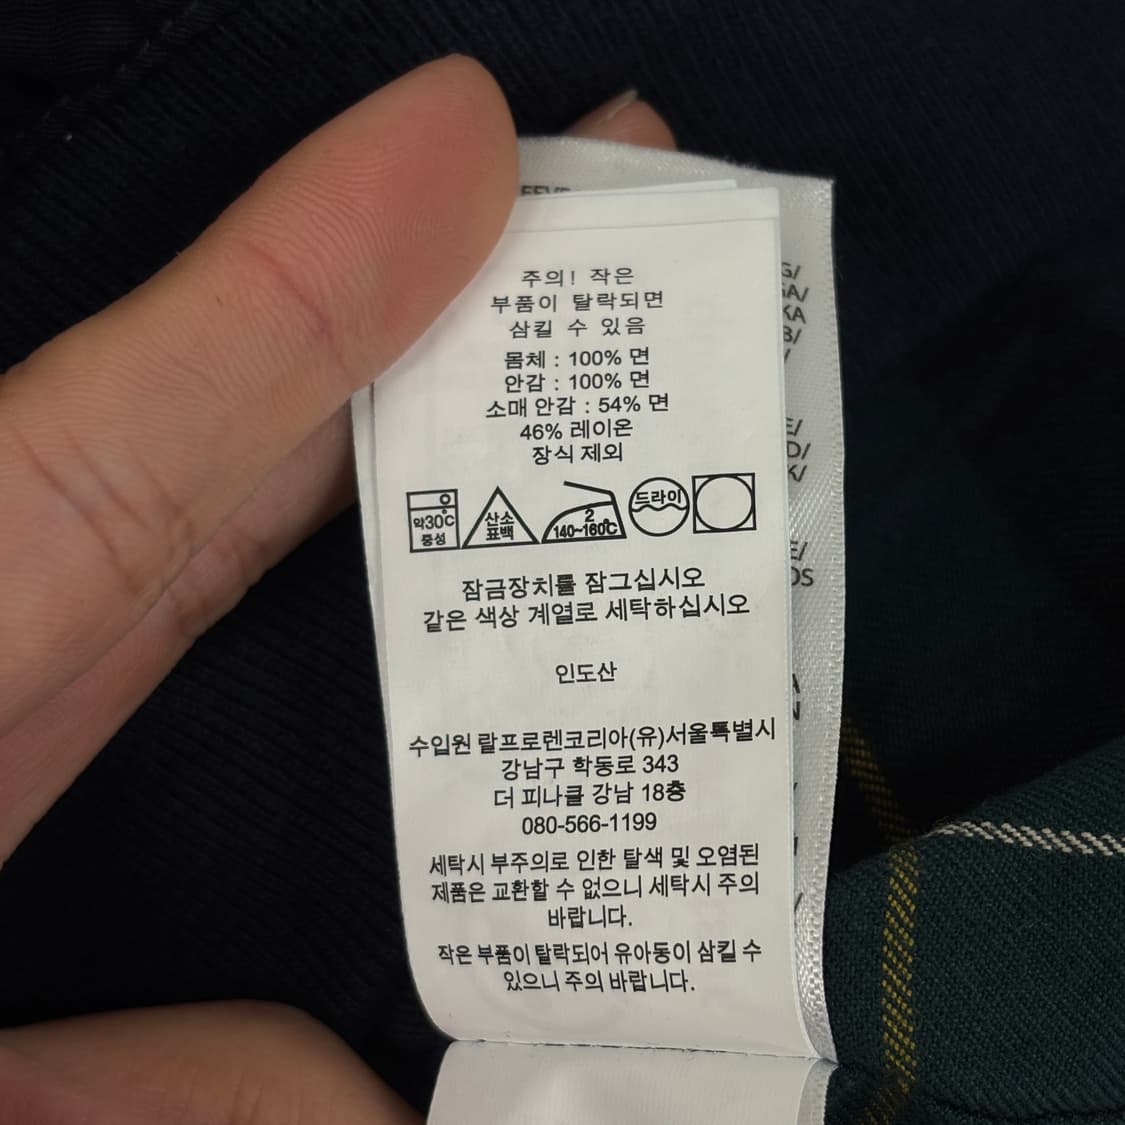 주의! 작은
부품이 탈락되면
삼킬 수 있음
몸체 : 100% 면
안감 : 100% 면
소매 안감 : 54% 면
46% 레이온
장식 제외
약30℃
중성
산소
표백
2
140~160℃
드라이
잠금장치를 잠그십시오
같은 색상 계열로 세탁하십시오
인도산
수입원 랄프로렌코리아(유)서울특별시
강남구 학동로 343
더 피나클 강남 18층
080-566-1199
세탁시 부주의로 인한 탈색 및 오염된
제품은 교환할 수 없으니 세탁시 주의
바랍니다.
작은 부품이 탈락되어 유아동이 삼킬 수
있으니 주의 바랍니다.